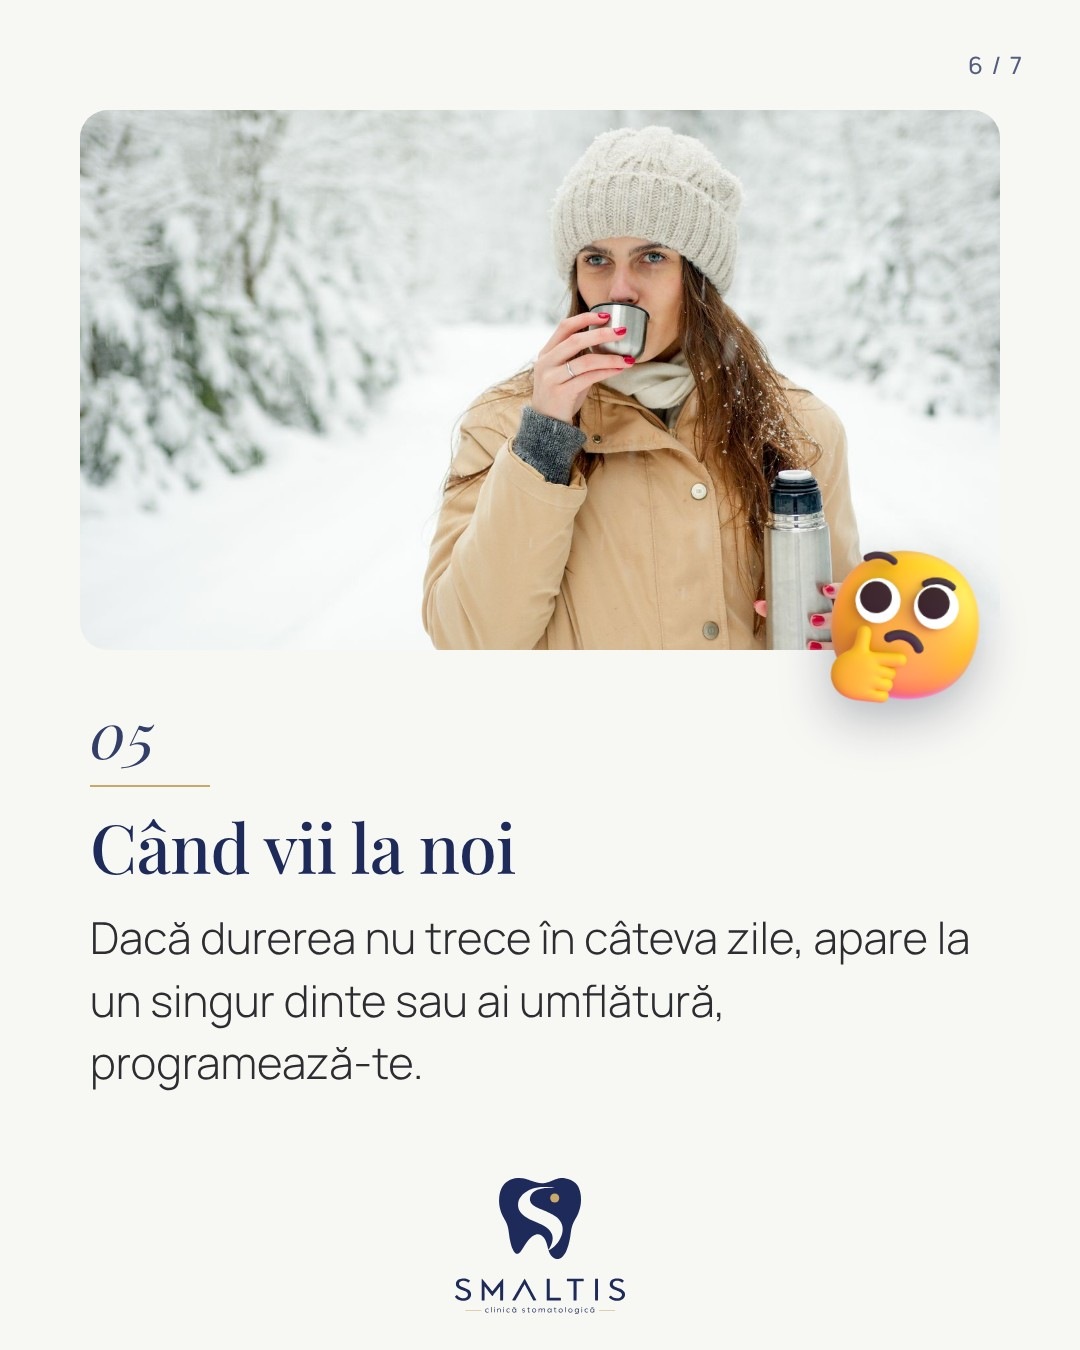 6 / 7
05
Când vii la noi
Dacă durerea nu trece în câteva zile, apare la
un singur dinte sau ai umflătură,
programează-te.
SMALTIS
clinică stomatologică